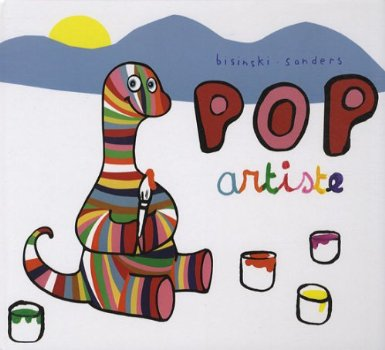 bisinski . sanders
POP
artiste